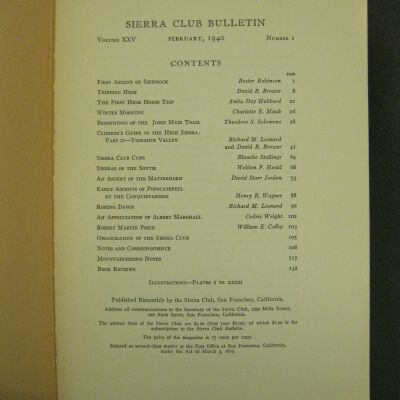 SIERRA CLUB BULLETIN
VOLUME XXV FEBRUARY, 1940 NUMBER 1
CONTENTS
PAGE
FIRST ASCENT OF SHIPROCK Bestor Robinson 1
TRIPPING HIGH David R. Brower 8
THE FIRST HIGH HORSE TRIP Anita Day Hubbard 21
WINTER MORNING Charlotte E. Mauk 26
BEGINNINGS OF THE JOHN MUIR TRAIL Theodore S. Solomons 28
CLIMBER'S GUIDE TO THE HIGH SIERRA:
PART IV—YOSEMITE VALLEY Richard M. Leonard
and David R. Brower 41
SIERRA CLUB CUPS Blanche Stallings 64
SIERRAS OF THE SOUTH Weldon F. Heald 68
AN ASCENT OF THE MATTERHORN David Starr Jordan 73
EARLY ASCENTS OF POPOCATEPETL
BY THE CONQUISTADORES Henry R. Wagner 88
ROPING DOWN Richard M. Leonard 96
AN APPRECIATION OF ALBERT MARSHALL Cedric Wright 102
ROBERT MARTIN PRICE William E. Colby 103
ORGANIZATION OF THE SIERRA CLUB 105
NOTES AND CORRESPONDENCE 108
MOUNTAINEERING NOTES 117
BOOK REVIEWS 132
ILLUSTRATIONS—PLATES I TO XXXII
Published Bimonthly by the Sierra Club, San Francisco, California.
Address all communications to the Secretary of the Sierra Club, 1050 Mills Tower,
220 Bush Street, San Francisco, California.
The annual dues of the Sierra Club are $4.00 (first year $6.00), of which $1.00 is for
subscription to the Sierra Club Bulletin.
The price of the magazine is 75 cents per copy.
Entered as second-class matter at the Post Office at San Francisco, California,
under the Act of March 3, 1879.